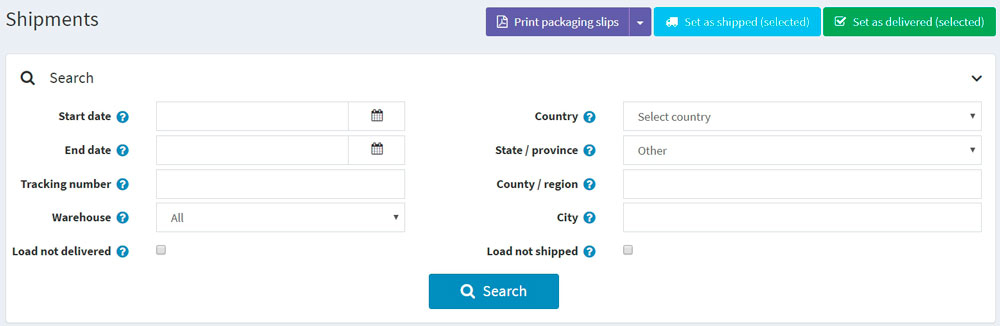 Shipments
Print packaging slips
Set as shipped (selected)
Set as delivered (selected)
Search
Start date
Country
Select country
End date
State / province
Other
Tracking number
County / region
Warehouse
All
City
Load not delivered
Load not shipped
Search